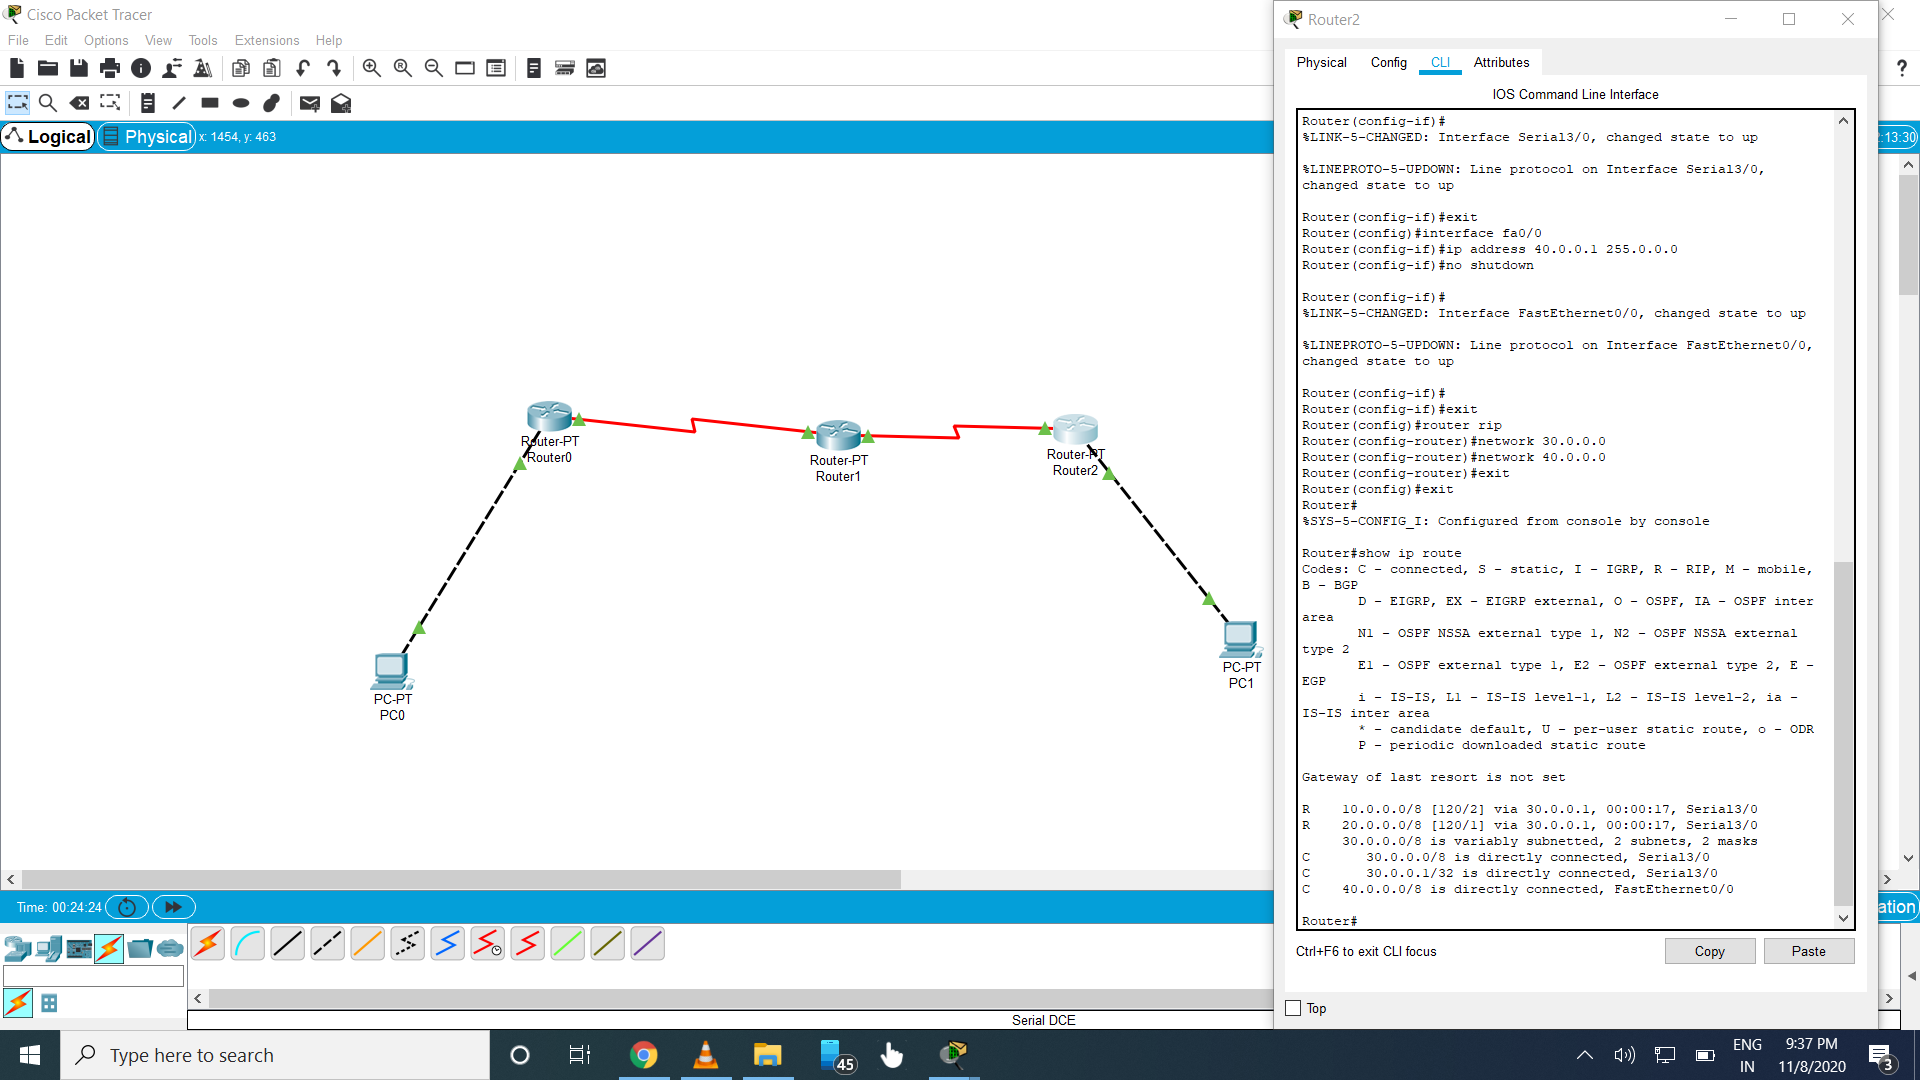 Cisco Packet Tracer
File Edit Options View Tools Extensions Help
Logical Physical x: 1454, y: 463
Router-PT
Router0
Router-PT
Router1
Router-PT
Router2
PC-PT
PC0
PC-PT
PC1
Time: 00:24:24
Serial DCE
Router2
Physical Config CLI Attributes
IOS Command Line Interface
Router(config-if)#
%LINK-5-CHANGED: Interface Serial3/0, changed state to up
%LINEPROTO-5-UPDOWN: Line protocol on Interface Serial3/0,
changed state to up
Router(config-if)#exit
Router(config)#interface fa0/0
Router(config-if)#ip address 40.0.0.1 255.0.0.0
Router(config-if)#no shutdown
Router(config-if)#
%LINK-5-CHANGED: Interface FastEthernet0/0, changed state to up
%LINEPROTO-5-UPDOWN: Line protocol on Interface FastEthernet0/0,
changed state to up
Router(config-if)#
Router(config-if)#exit
Router(config)#router rip
Router(config-router)#network 30.0.0.0
Router(config-router)#network 40.0.0.0
Router(config-router)#exit
Router(config)#exit
Router#
%SYS-5-CONFIG_I: Configured from console by console
Router#show ip route
Codes: C - connected, S - static, I - IGRP, R - RIP, M - mobile,
B - BGP
D - EIGRP, EX - EIGRP external, O - OSPF, IA - OSPF inter
area
N1 - OSPF NSSA external type 1, N2 - OSPF NSSA external
type 2
E1 - OSPF external type 1, E2 - OSPF external type 2, E -
EGP
i - IS-IS, L1 - IS-IS level-1, L2 - IS-IS level-2, ia -
IS-IS inter area
* - candidate default, U - per-user static route, o - ODR
P - periodic downloaded static route
Gateway of last resort is not set
R 10.0.0.0/8 [120/2] via 30.0.0.1, 00:00:17, Serial3/0
R 20.0.0.0/8 [120/1] via 30.0.0.1, 00:00:17, Serial3/0
30.0.0.0/8 is variably subnetted, 2 subnets, 2 masks
C 30.0.0.0/8 is directly connected, Serial3/0
C 30.0.0.1/32 is directly connected, Serial3/0
C 40.0.0.0/8 is directly connected, FastEthernet0/0
Router#
Ctrl+F6 to exit CLI focus
Copy Paste
Top
:13:30
ation
Type here to search
45
ENG
IN
9:37 PM
11/8/2020
3